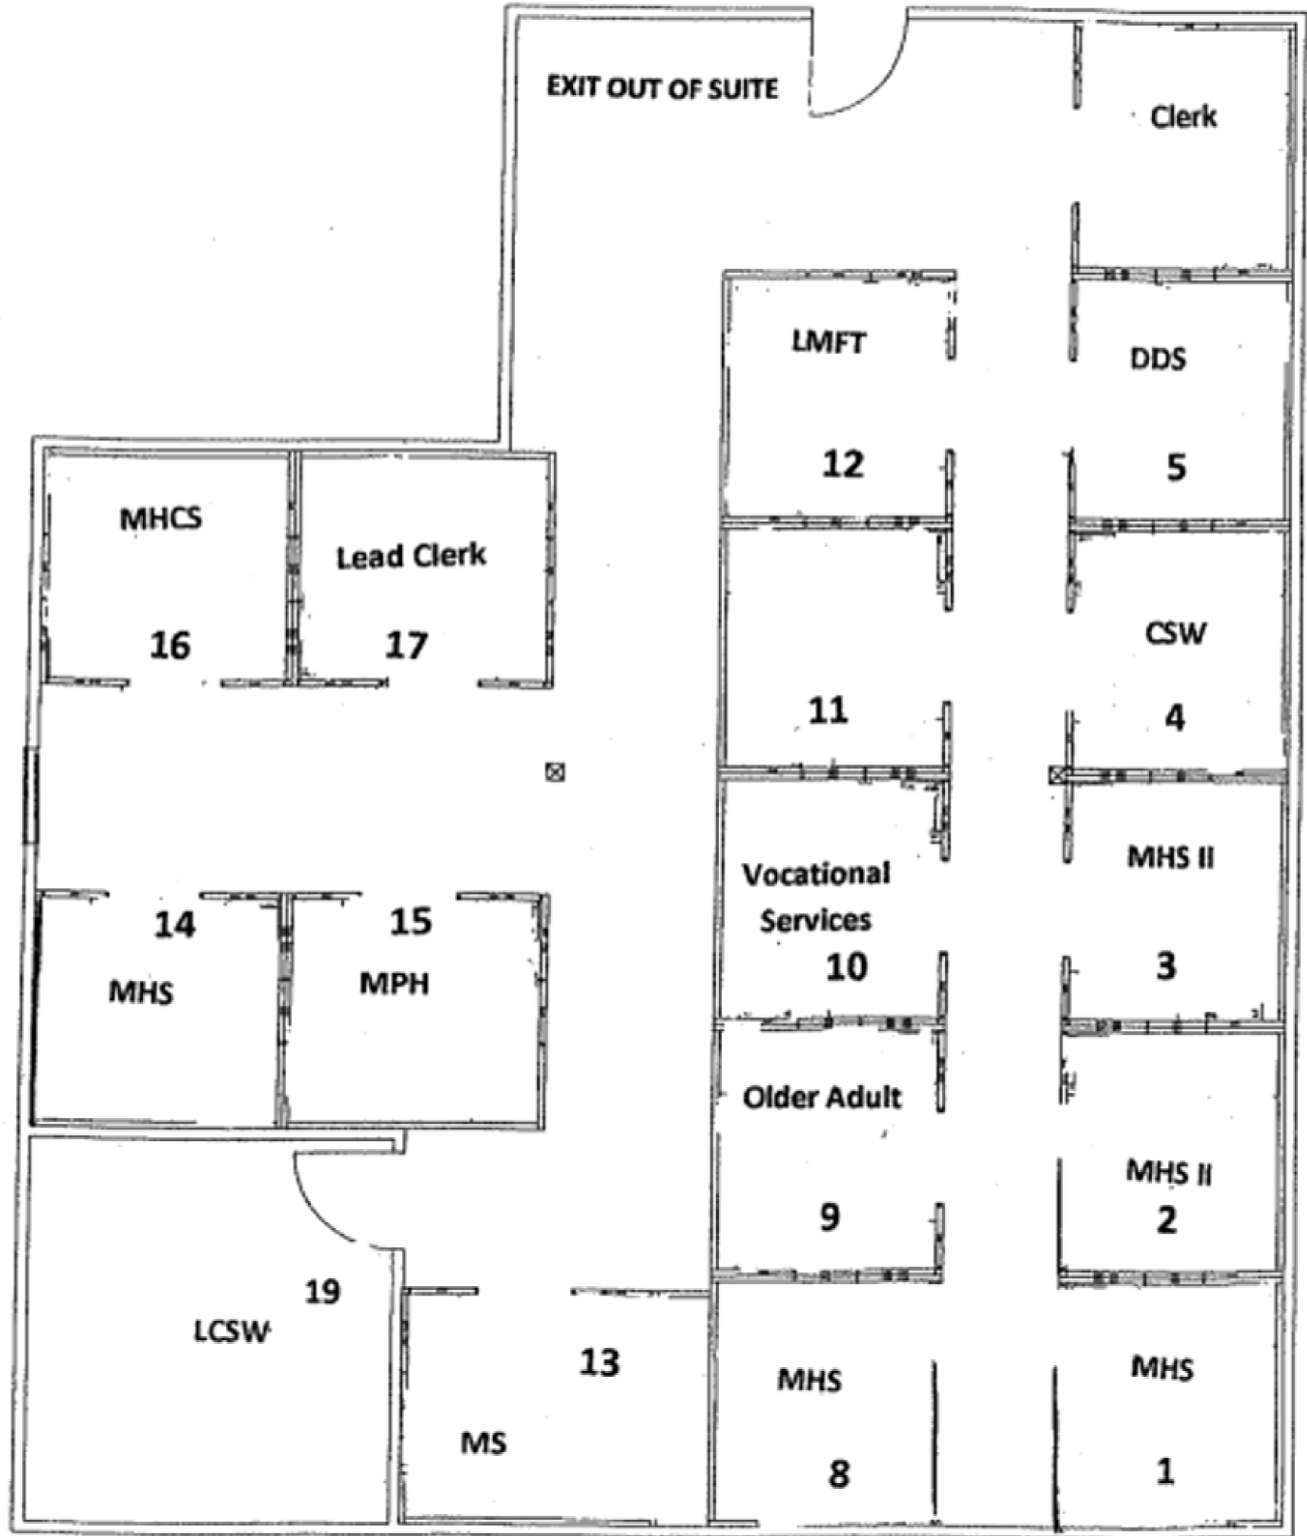 EXIT OUT OF SUITE
Clerk
LMFT
12
DDS
5
MHCS
16
Lead Clerk
17
11
CSW
4
Vocational
Services
10
MHS II
3
14
MHS
15
MPH
Older Adult
9
MHS II
2
19
LCSW
13
MS
MHS
8
MHS
1